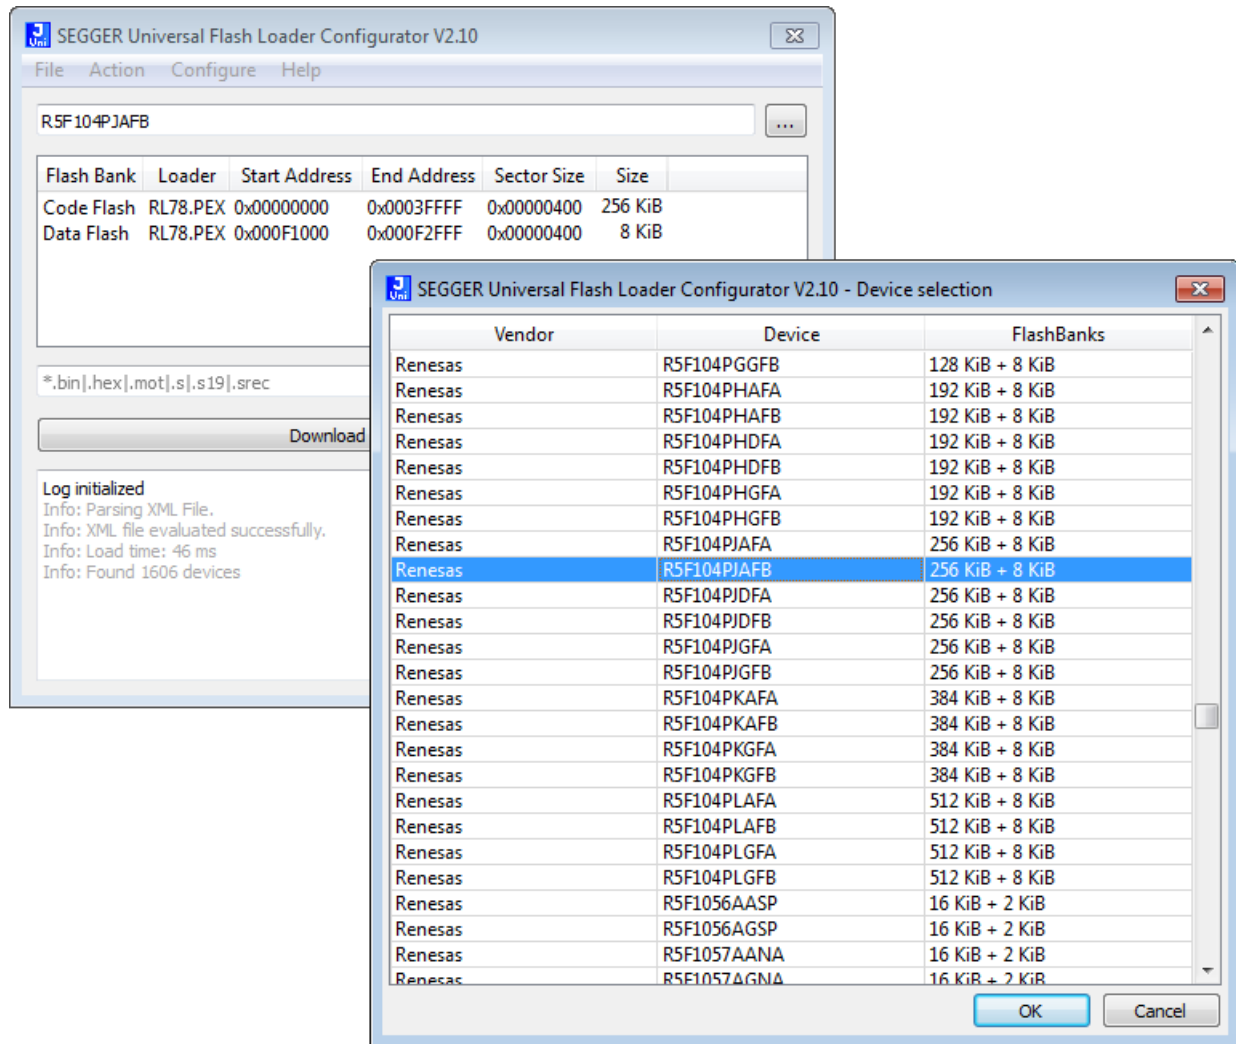 SEGGER Universal Flash Loader Configurator V2.10
File Action Configure Help
R5F104PJAFB
...
Flash Bank Loader Start Address End Address Sector Size Size
Code Flash RL78.PEX 0x00000000 0x0003FFFF 0x00000400 256 KiB
Data Flash RL78.PEX 0x000F1000 0x000F2FFF 0x00000400 8 KiB
*.bin|.hex|.mot|.s|.s19|.srec
Download
Log initialized
Info: Parsing XML File.
Info: XML file evaluated successfully.
Info: Load time: 46 ms
Info: Found 1606 devices
SEGGER Universal Flash Loader Configurator V2.10 - Device selection
Vendor Device FlashBanks
Renesas R5F104PGGFB 128 KiB + 8 KiB
Renesas R5F104PHAFA 192 KiB + 8 KiB
Renesas R5F104PHAFB 192 KiB + 8 KiB
Renesas R5F104PHDFA 192 KiB + 8 KiB
Renesas R5F104PHDFB 192 KiB + 8 KiB
Renesas R5F104PHGFA 192 KiB + 8 KiB
Renesas R5F104PHGFB 192 KiB + 8 KiB
Renesas R5F104PJAFA 256 KiB + 8 KiB
Renesas R5F104PJAFB 256 KiB + 8 KiB
Renesas R5F104PJDFA 256 KiB + 8 KiB
Renesas R5F104PJDFB 256 KiB + 8 KiB
Renesas R5F104PJGFA 256 KiB + 8 KiB
Renesas R5F104PJGFB 256 KiB + 8 KiB
Renesas R5F104PKAFA 384 KiB + 8 KiB
Renesas R5F104PKAFB 384 KiB + 8 KiB
Renesas R5F104PKGFA 384 KiB + 8 KiB
Renesas R5F104PKGFB 384 KiB + 8 KiB
Renesas R5F104PLAFA 512 KiB + 8 KiB
Renesas R5F104PLAFB 512 KiB + 8 KiB
Renesas R5F104PLGFA 512 KiB + 8 KiB
Renesas R5F104PLGFB 512 KiB + 8 KiB
Renesas R5F1056AASP 16 KiB + 2 KiB
Renesas R5F1056AGSP 16 KiB + 2 KiB
Renesas R5F1057AANA 16 KiB + 2 KiB
Renesas R5F1057AGNA 16 KiB + 2 KiB
OK Cancel